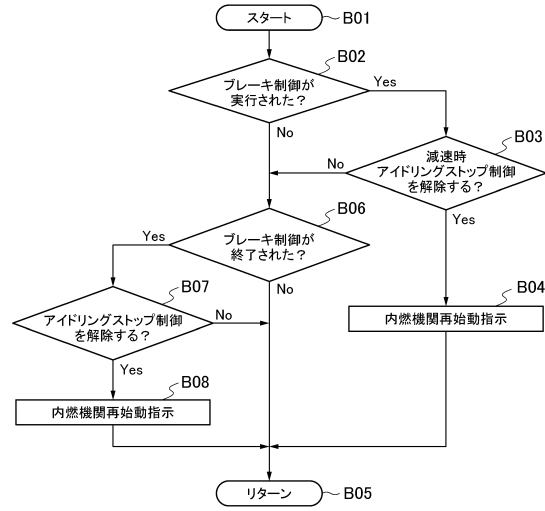 スタート
B01
B02
ブレーキ制御が
実行された？
Yes
No
B03
減速時
アイドリングストップ制御
を解除する？
No
Yes
B06
ブレーキ制御が
終了された？
Yes
No
B04
内燃機関再始動指示
B07
アイドリングストップ制御
を解除する？
No
Yes
B08
内燃機関再始動指示
リターン
B05